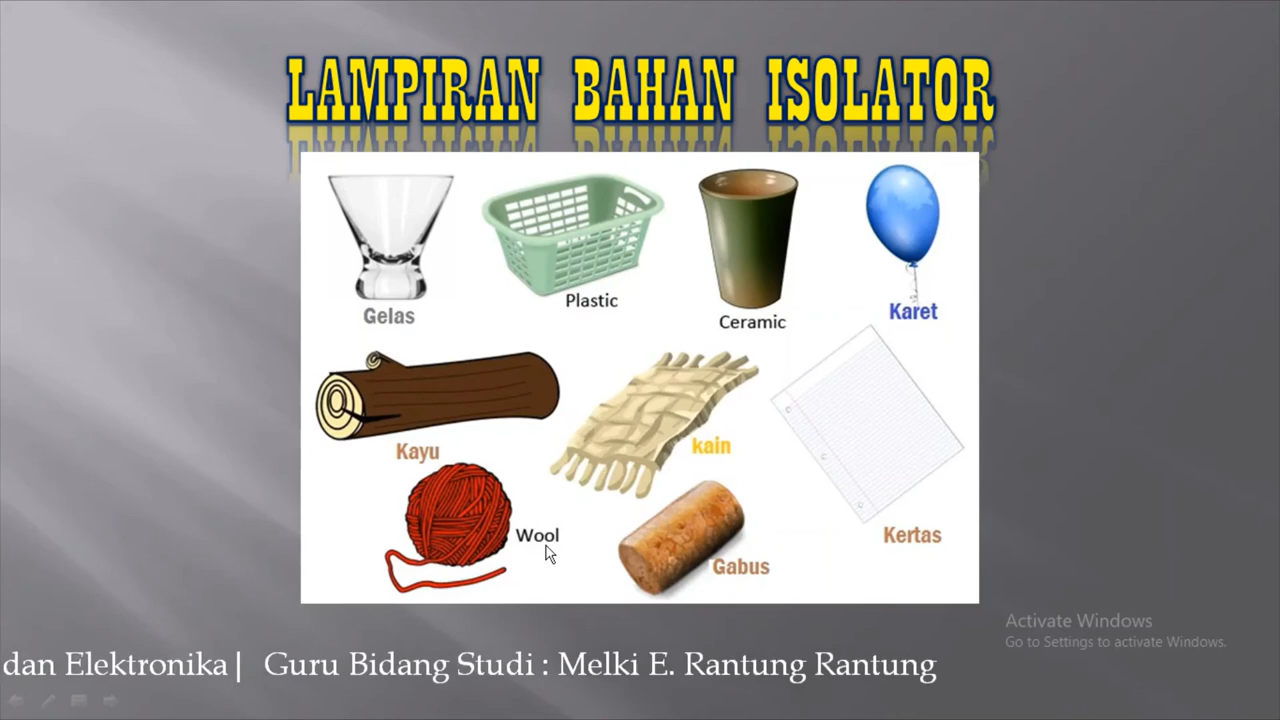 LAMPIRAN BAHAN ISOLATOR
Gelas
Plastic
Ceramic
Karet
Kayu
kain
Wool
Gabus
Kertas
Activate Windows
Go to Settings to activate Windows.
dan Elektronika| Guru Bidang Studi : Melki E. Rantung Rantung